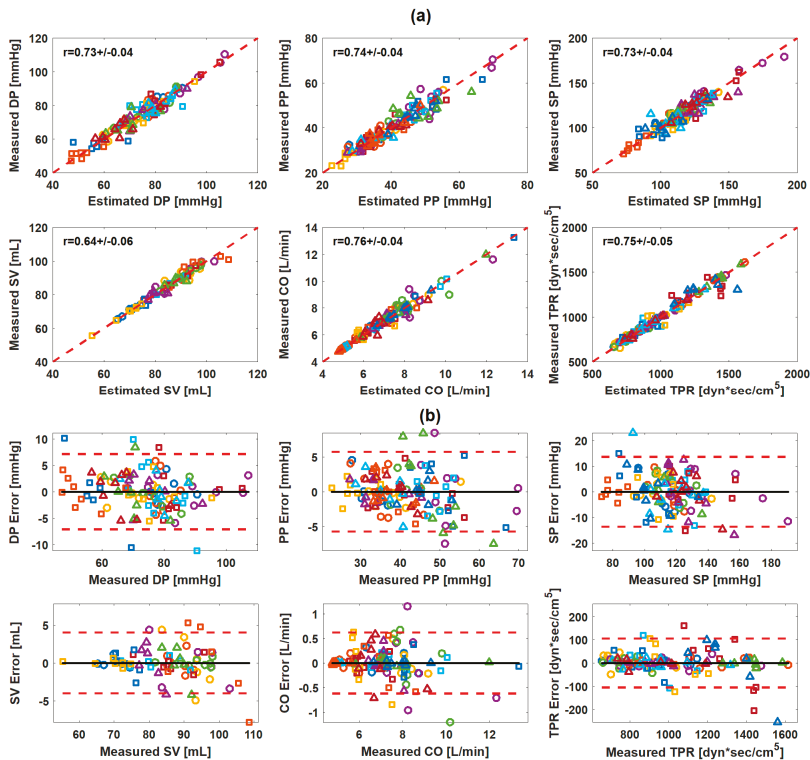 (a)
r=0.73+/-0.04
Measured DP [mmHg]
120
100
80
60
40
40 60 80 100 120
Estimated DP [mmHg]
r=0.74+/-0.04
Measured PP [mmHg]
80
60
40
20
20 40 60 80
Estimated PP [mmHg]
r=0.73+/-0.04
Measured SP [mmHg]
200
150
100
50
50 100 150 200
Estimated SP [mmHg]
r=0.64+/-0.06
Measured SV [mL]
120
100
80
60
40
40 60 80 100 120
Estimated SV [mL]
r=0.76+/-0.04
Measured CO [L/min]
14
12
10
8
6
4
4 6 8 10 12 14
Estimated CO [L/min]
r=0.75+/-0.05
Measured TPR [dyn*sec/cm5]
2000
1500
1000
500
500 1000 1500 2000
Estimated TPR [dyn*sec/cm5]
(b)
DP Error [mmHg]
10
5
0
-5
-10
60 80 100
Measured DP [mmHg]
PP Error [mmHg]
5
0
-5
30 40 50 60 70
Measured PP [mmHg]
SP Error [mmHg]
20
10
0
-10
-20
80 100 120 140 160 180
Measured SP [mmHg]
SV Error [mL]
5
0
-5
60 70 80 90 100 110
Measured SV [mL]
CO Error [L/min]
1
0.5
0
-0.5
-1
6 8 10 12
Measured CO [L/min]
TPR Error [dyn*sec/cm5]
200
100
0
-100
-200
800 1000 1200 1400 1600
Measured TPR [dyn*sec/cm5]